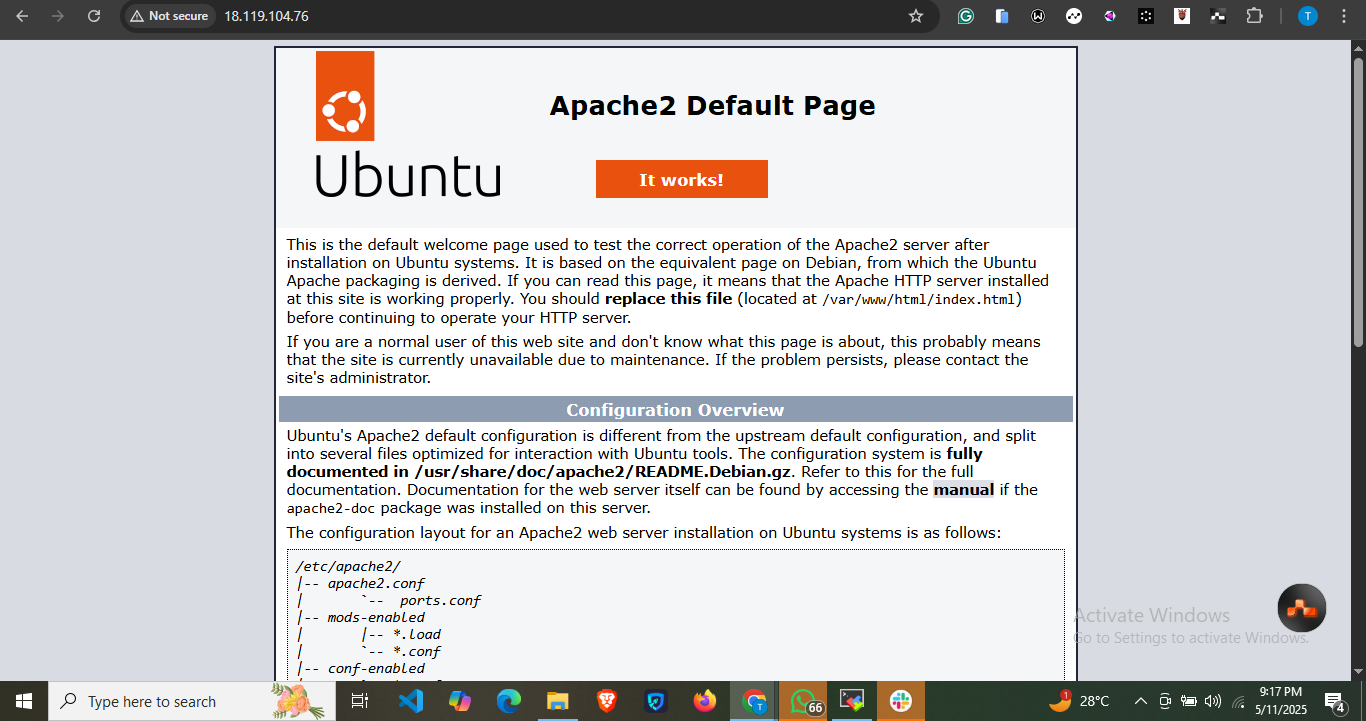 Not secure
18.119.104.76
T
Ubuntu
Apache2 Default Page
It works!
This is the default welcome page used to test the correct operation of the Apache2 server after
installation on Ubuntu systems. It is based on the equivalent page on Debian, from which the Ubuntu
Apache packaging is derived. If you can read this page, it means that the Apache HTTP server installed
at this site is working properly. You should replace this file (located at /var/www/html/index.html)
before continuing to operate your HTTP server.
If you are a normal user of this web site and don't know what this page is about, this probably means
that the site is currently unavailable due to maintenance. If the problem persists, please contact the
site's administrator.
Configuration Overview
Ubuntu's Apache2 default configuration is different from the upstream default configuration, and split
into several files optimized for interaction with Ubuntu tools. The configuration system is fully
documented in /usr/share/doc/apache2/README.Debian.gz. Refer to this for the full
documentation. Documentation for the web server itself can be found by accessing the manual if the
apache2-doc package was installed on this server.
The configuration layout for an Apache2 web server installation on Ubuntu systems is as follows:
/etc/apache2/
|-- apache2.conf
|       `--  ports.conf
|-- mods-enabled
|       |-- *.load
|       `-- *.conf
|-- conf-enabled
Activate Windows
Go to Settings to activate Windows.
Type here to search
T
66
1
28°C
9:17 PM
5/11/2025
4